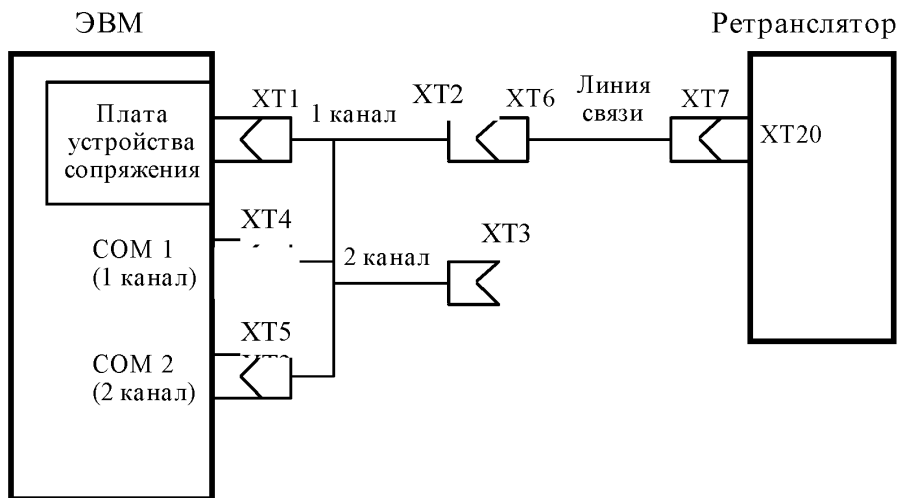 ЭВМ
Ретранслятор
Плата
устройства
сопряжения
XT1
1 канал
XT2
XT6
Линия
связи
XT7
XT20
XT4
COM 1
(1 канал)
2 канал
XT3
XT5
COM 2
(2 канал)